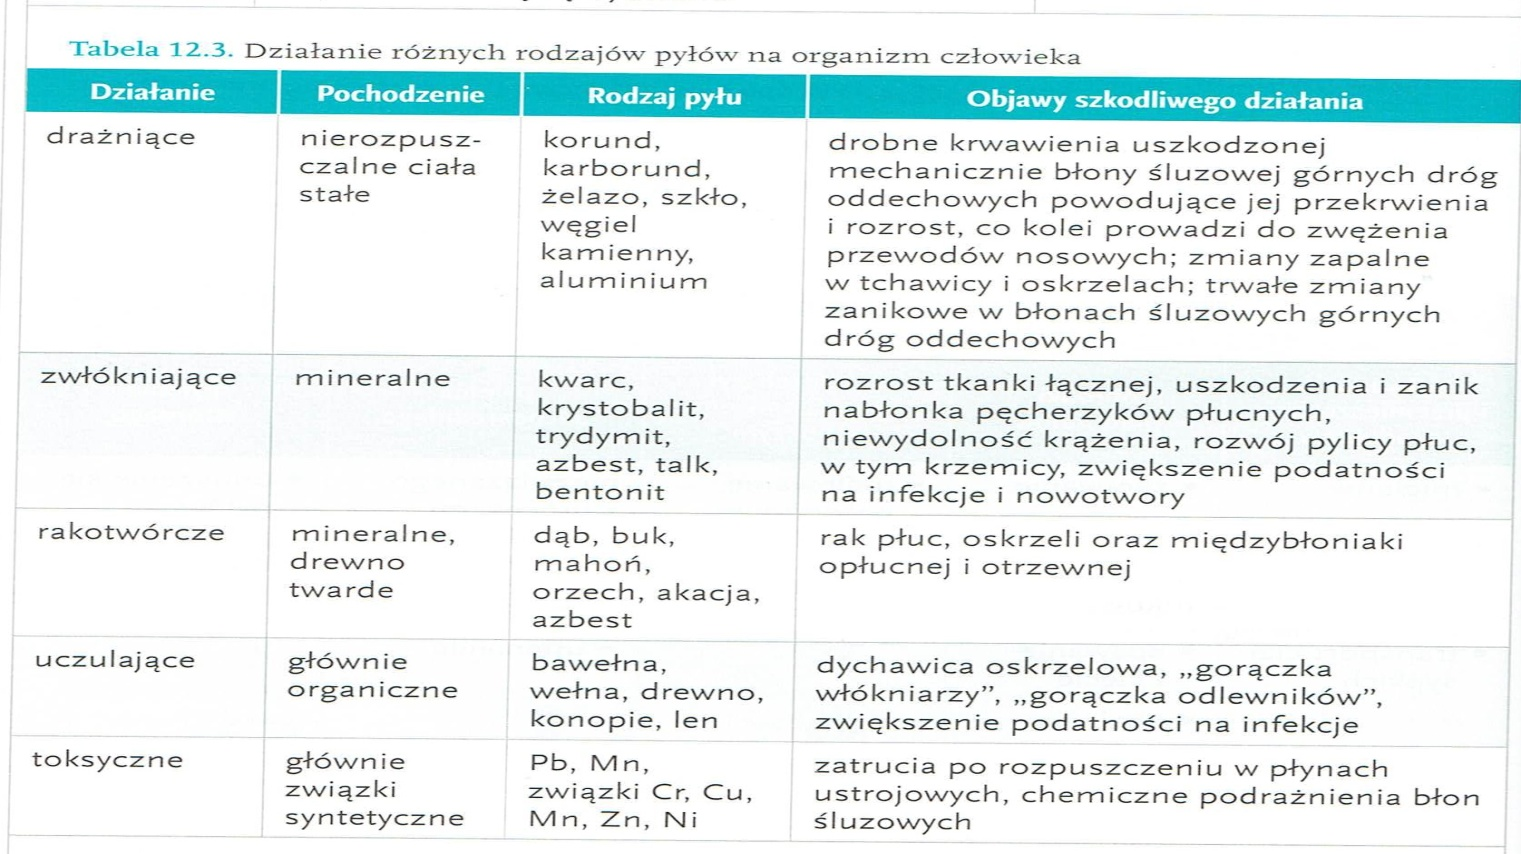 Tabela 12.3. Działanie różnych rodzajów pyłów na organizm człowieka
Działanie Pochodzenie Rodzaj pyłu Objawy szkodliwego działania
drażniące
nierozpusz-
czalne ciała
stałe
korund,
karborund,
żelazo, szkło,
węgiel
kamienny,
aluminium
drobne krwawienia uszkodzonej
mechanicznie błony śluzowej górnych dróg
oddechowych powodujące jej przekrwienia
i rozrost, co kolei prowadzi do zwężenia
przewodów nosowych; zmiany zapalne
w tchawicy i oskrzelach; trwałe zmiany
zanikowe w błonach śluzowych górnych
dróg oddechowych
zwłókniające
mineralne
kwarc,
krystobalit,
trydymit,
azbest, talk,
bentonit
rozrost tkanki łącznej, uszkodzenia i zanik
nabłonka pęcherzyków płucnych,
niewydolność krążenia, rozwój pylicy płuc,
w tym krzemicy, zwiększenie podatności
na infekcje i nowotwory
rakotwórcze
mineralne,
drewno
twarde
dąb, buk,
mahoń,
orzech, akacja,
azbest
rak płuc, oskrzeli oraz międzybłoniaki
opłucnej i otrzewnej
uczulające
głównie
organiczne
bawełna,
wełna, drewno,
konopie, len
dychawica oskrzelowa, „gorączka
włókniarzy”, „gorączka odlewników”,
zwiększenie podatności na infekcje
toksyczne
głównie
związki
syntetyczne
Pb, Mn,
związki Cr, Cu,
Mn, Zn, Ni
zatrucia po rozpuszczeniu w płynach
ustrojowych, chemiczne podrażnienia błon
śluzowych